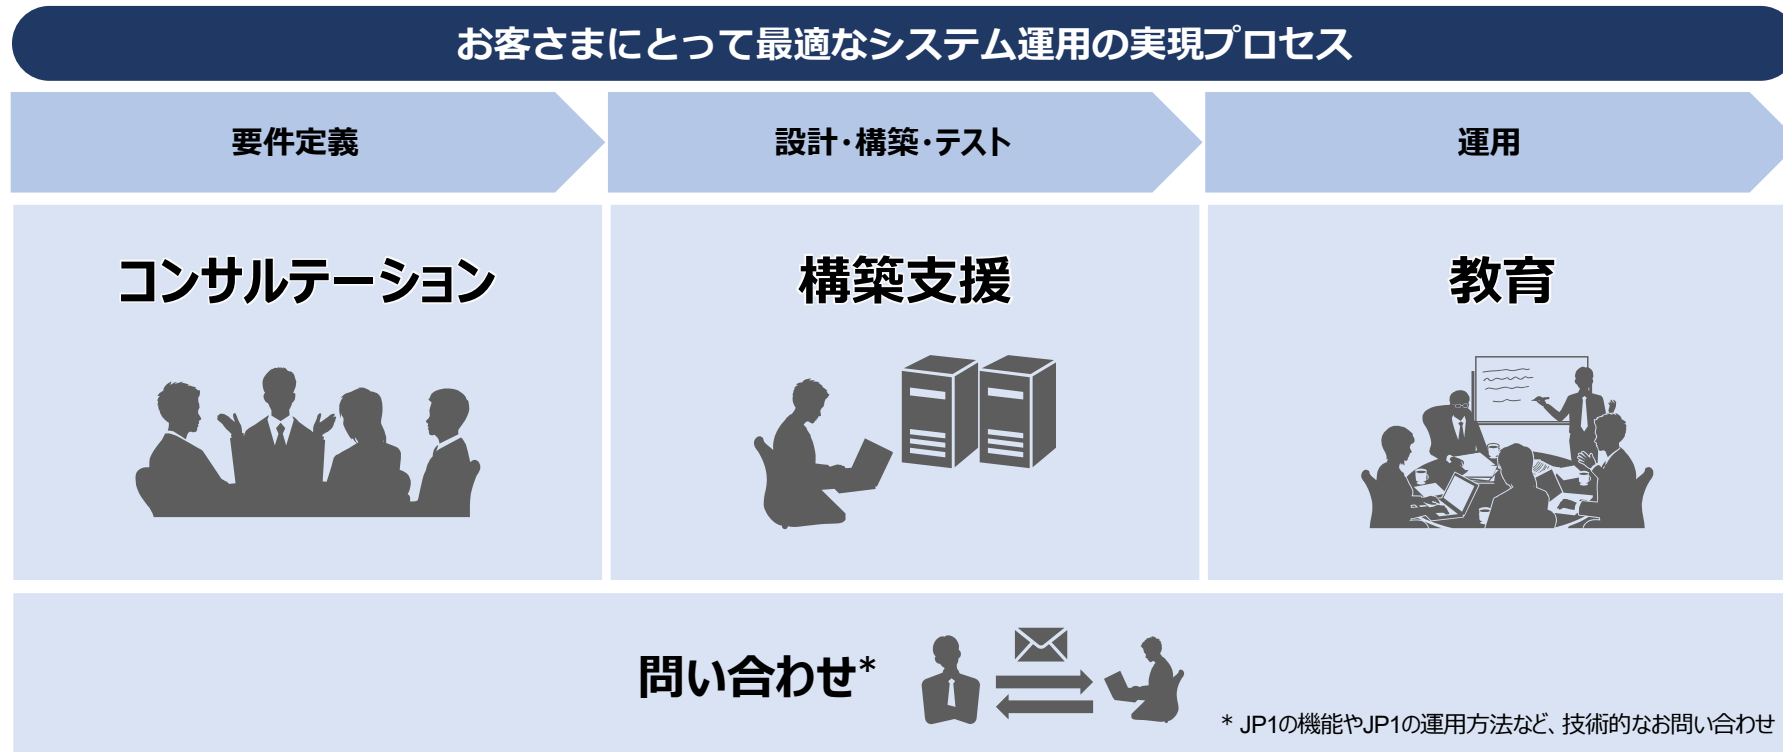 お客さまにとって最適なシステム運用の実現プロセス
要件定義
設計・構築・テスト
運用
コンサルテーション
構築支援
教育
問い合わせ*
* JP1の機能やJP1の運用方法など、技術的なお問い合わせ